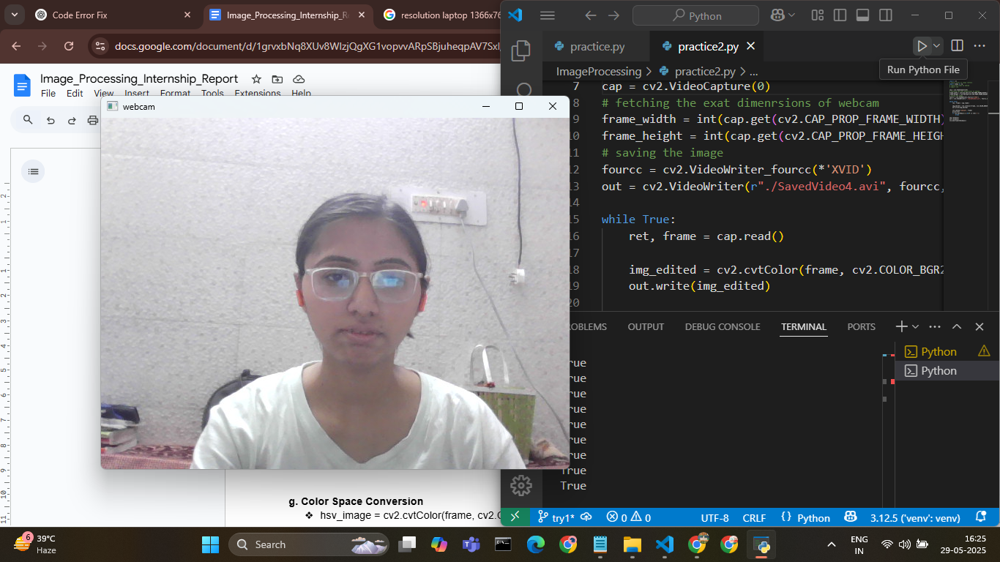 Code Error Fix
Image_Processing_Internship_R
resolution laptop 1366x76
docs.google.com/document/d/1grvxbNq8XUv8WIzjQgXG1vopvvARpSBjuheqpAV7Sxl
Image_Processing_Internship_Report
File Edit View Insert Format Tools Extensions Help
webcam
g. Color Space Conversion
❖ hsv_image = cv2.cvtColor(frame, cv2.C
Python
practice.py practice2.py
Run Python File
ImageProcessing > practice2.py > ...
7 cap = cv2.VideoCapture(0)
8 # fetching the exat dimenrsions of webcam
9 frame_width = int(cap.get(cv2.CAP_PROP_FRAME_WIDTH)
10 frame_height = int(cap.get(cv2.CAP_PROP_FRAME_HEIGH
11 # saving the image
12 fourcc = cv2.VideoWriter_fourcc(*'XVID')
13 out = cv2.VideoWriter(r"./SavedVideo4.avi", fourcc,
14
15 while True:
16 ret, frame = cap.read()
17
18 img_edited = cv2.cvtColor(frame, cv2.COLOR_BGR2
19 out.write(img_edited)
20
ROBLEMS OUTPUT DEBUG CONSOLE TERMINAL PORTS
Python
Python
rue
rue
rue
rue
rue
rue
rue
True
True
try1* 0 0 UTF-8 CRLF {} Python 3.12.5 ('venv': venv)
6
39°C
Haze
Search
ENG
IN
16:25
29-05-2025